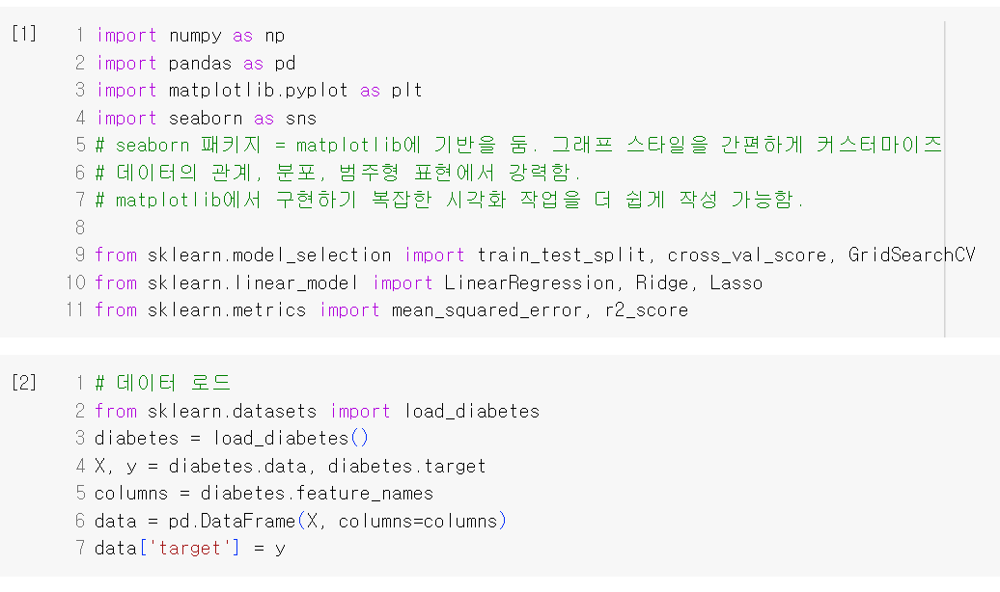 [1] 1 import numpy as np
2 import pandas as pd
3 import matplotlib.pyplot as plt
4 import seaborn as sns
5 # seaborn 패키지 = matplotlib에 기반을 둠. 그래프 스타일을 간편하게 커스터마이즈
6 # 데이터의 관계, 분포, 범주형 표현에서 강력함.
7 # matplotlib에서 구현하기 복잡한 시각화 작업을 더 쉽게 작성 가능함.
8
9 from sklearn.model_selection import train_test_split, cross_val_score, GridSearchCV
10 from sklearn.linear_model import LinearRegression, Ridge, Lasso
11 from sklearn.metrics import mean_squared_error, r2_score
[2] 1 # 데이터 로드
2 from sklearn.datasets import load_diabetes
3 diabetes = load_diabetes()
4 X, y = diabetes.data, diabetes.target
5 columns = diabetes.feature_names
6 data = pd.DataFrame(X, columns=columns)
7 data['target'] = y